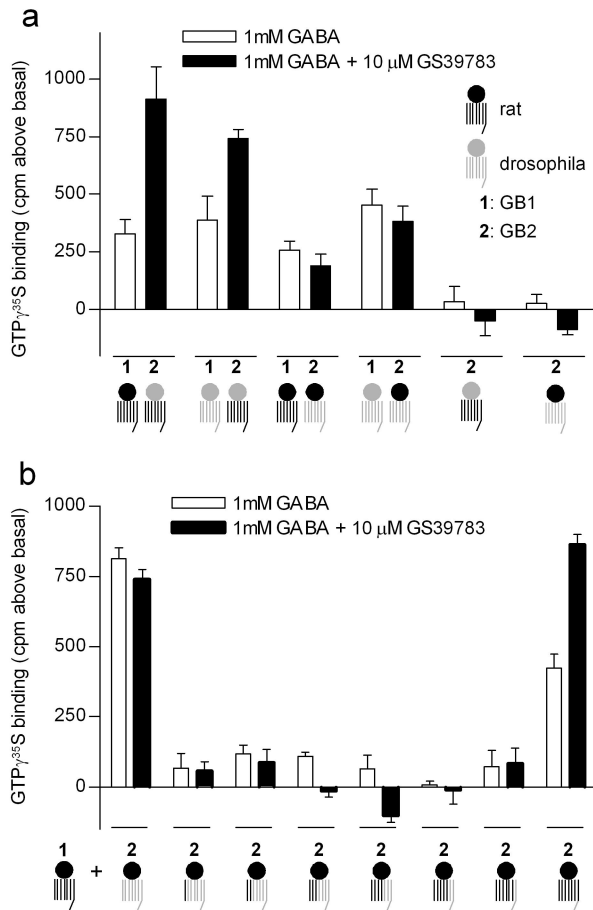 a
1mM GABA
1mM GABA + 10 µM GS39783
GTPγ³⁵S binding (cpm above basal)
1000
750
500
250
0
rat
drosophila
1: GB1
2: GB2
1 2 1 2 1 2 1 2 2 2
b
1mM GABA
1mM GABA + 10 µM GS39783
GTPγ³⁵S binding (cpm above basal)
1000
750
500
250
0
1 + 2 2 2 2 2 2 2 2